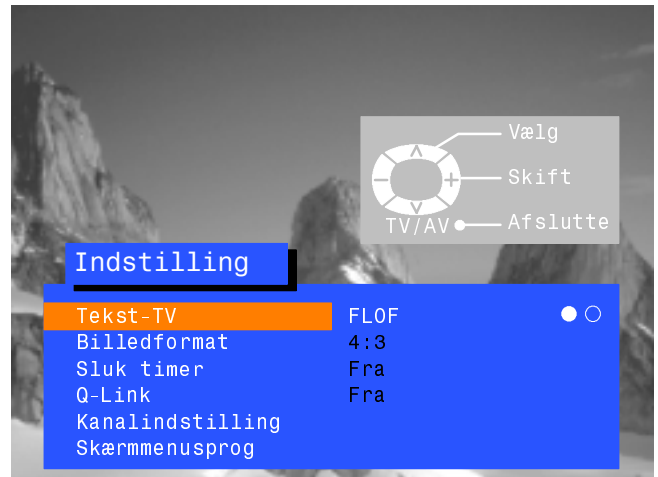 Vælg
Skift
TV/AV Afslutte
Indstilling
Tekst-TV FLOF
Billedformat 4:3
Sluk timer Fra
Q-Link Fra
Kanalindstilling
Skærmmenusprog